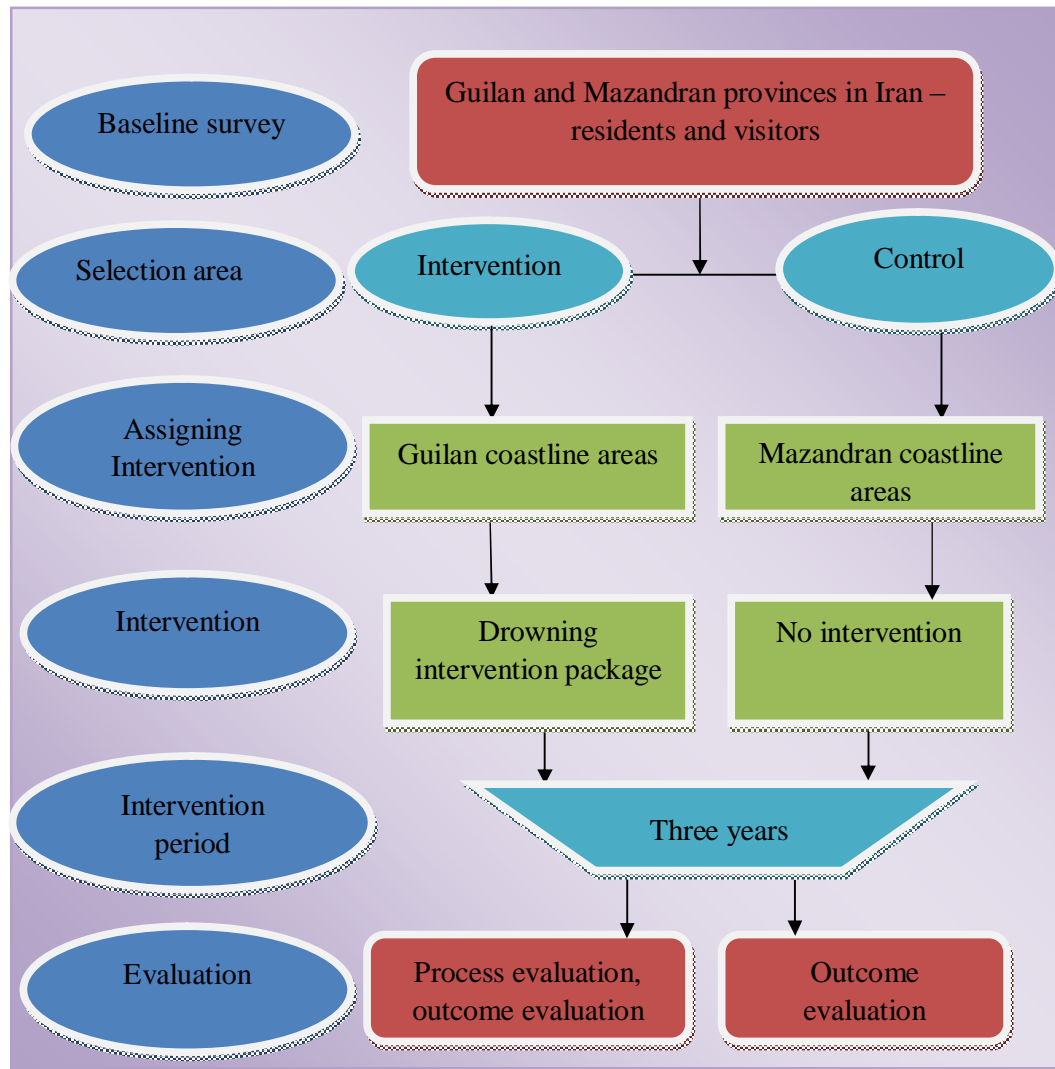 Baseline survey
Guilan and Mazandran provinces in Iran –
residents and visitors
Selection area
Intervention
Control
Assigning
Intervention
Guilan coastline areas
Mazandran coastline
areas
Intervention
Drowning
intervention package
No intervention
Intervention
period
Three years
Evaluation
Process evaluation,
outcome evaluation
Outcome
evaluation